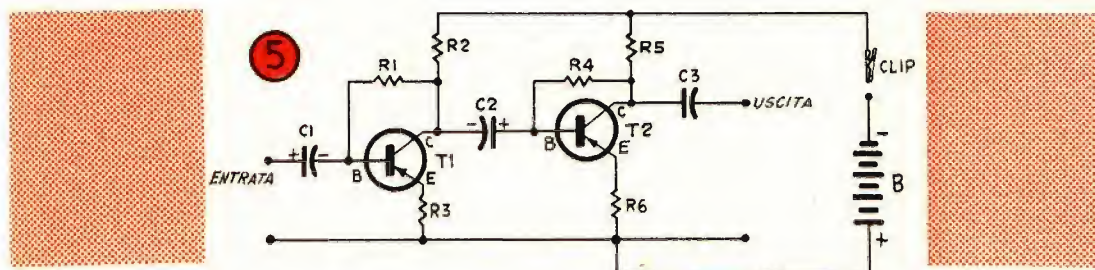 5
R2
R5
R1
R4
CLIP
C3
C2
USCITA
- +
C
C
C1
T2
+ -
T1
B
E
-
B
E
ENTRATA
B
R3
R6
+